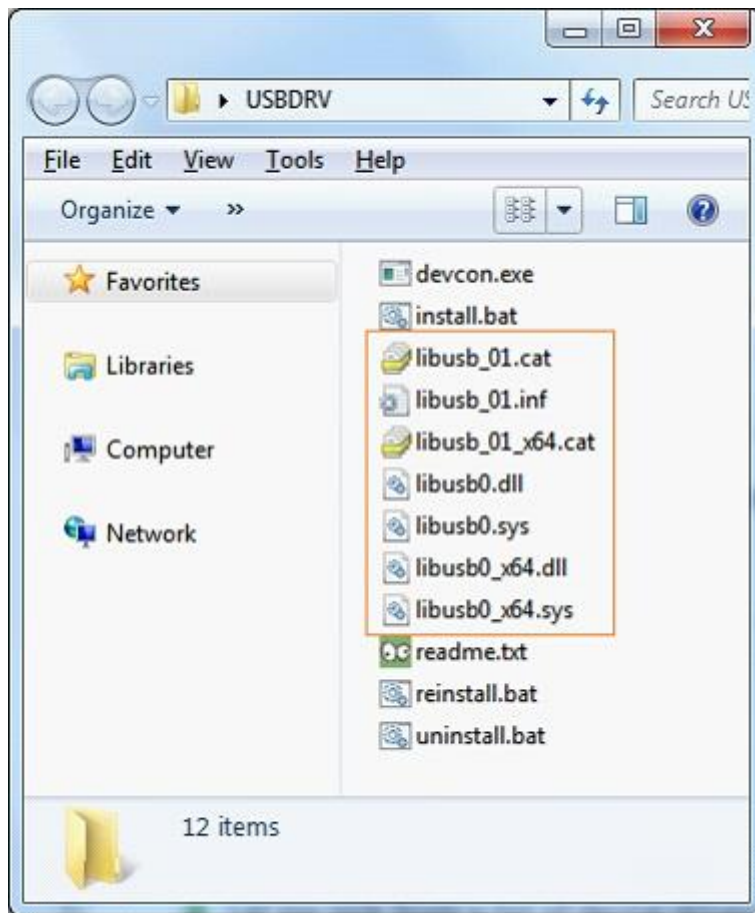 USBDRV
Search US
File Edit View Tools Help
Organize »
Favorites
Libraries
Computer
Network
devcon.exe
install.bat
libusb_01.cat
libusb_01.inf
libusb_01_x64.cat
libusb0.dll
libusb0.sys
libusb0_x64.dll
libusb0_x64.sys
readme.txt
reinstall.bat
uninstall.bat
12 items